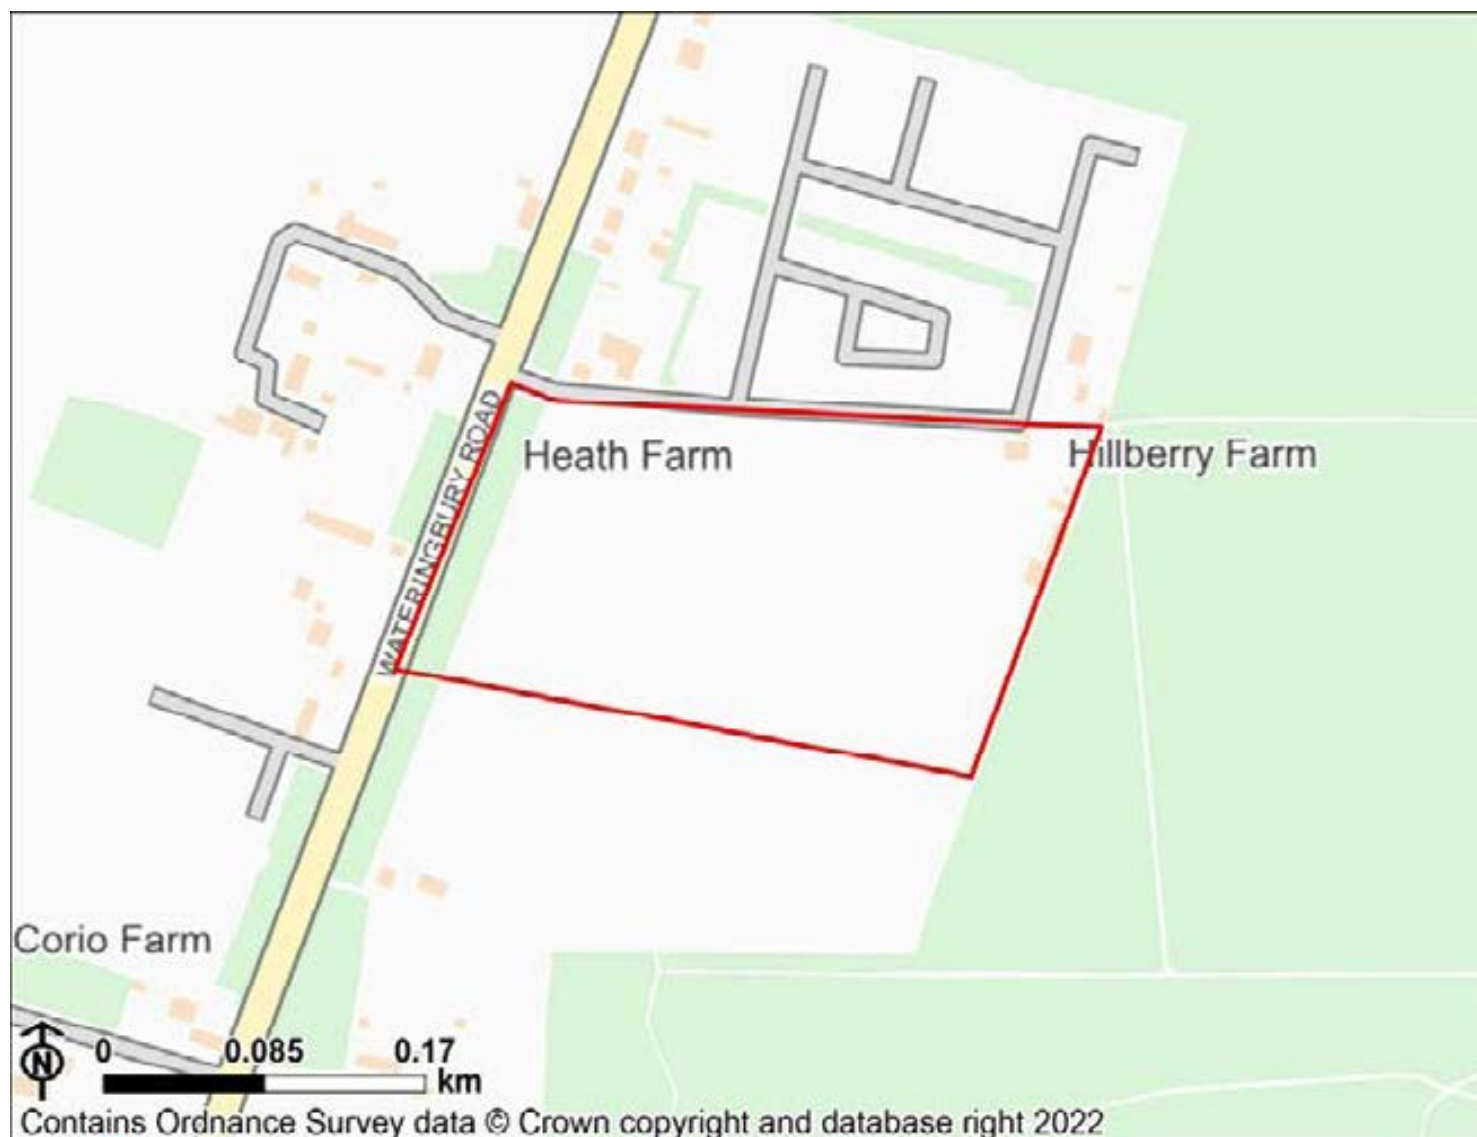 WATERINGBURY ROAD
Heath Farm
Hillberry Farm
Corio Farm
N
0 0.085 0.17
km
Contains Ordnance Survey data © Crown copyright and database right 2022